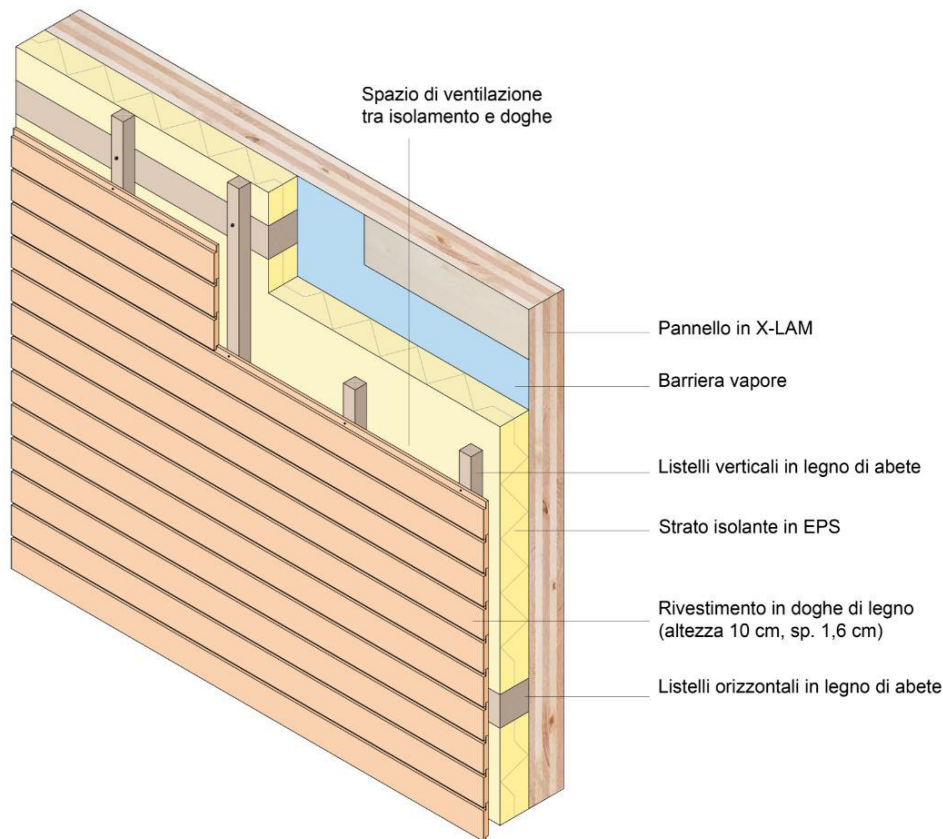 Spazio di ventilazione
tra isolamento e doghe
Pannello in X-LAM
Barriera vapore
Listelli verticali in legno di abete
Strato isolante in EPS
Rivestimento in doghe di legno
(altezza 10 cm, sp. 1,6 cm)
Listelli orizzontali in legno di abete